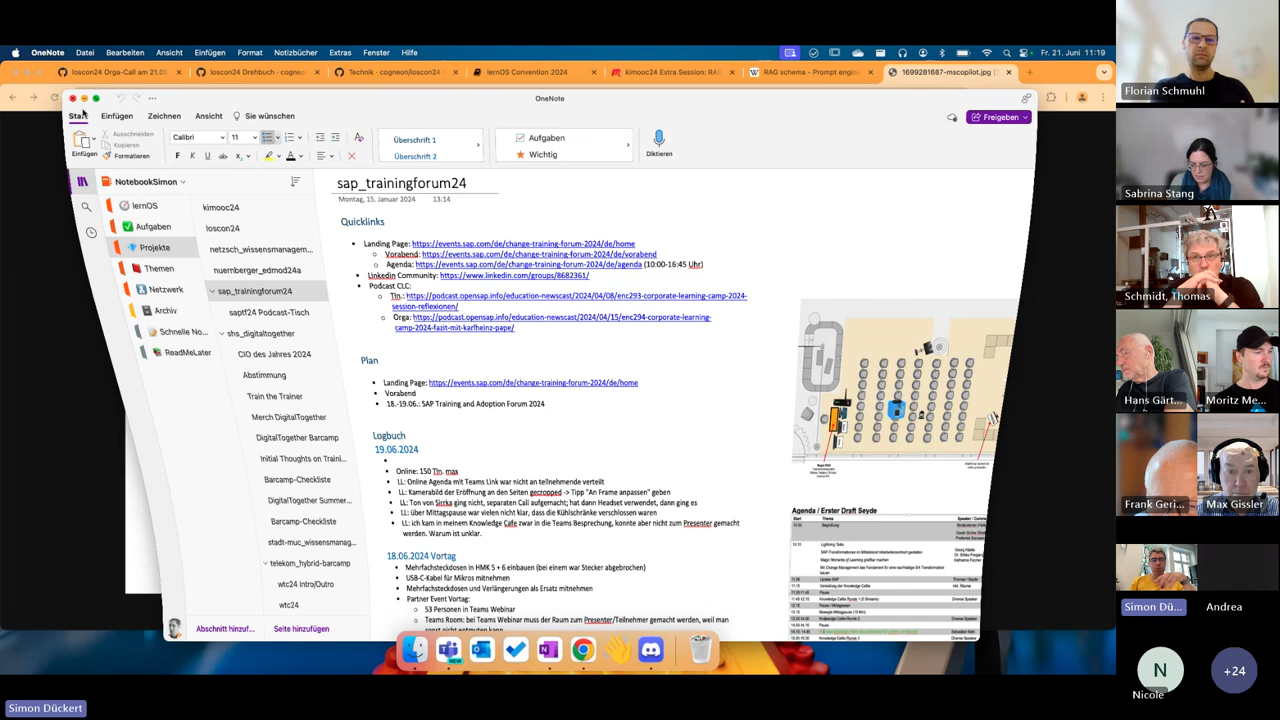 OneNote Datei Bearbeiten Ansicht Einfügen Format Notizbücher Extras Fenster Hilfe
Fr. 21. Juni 11:19
loscon24 Orga-Call am 21.0
loscon24 Drehbuch - cogneo
Technik - cogneon/loscon24
lernOS Convention 2024
kimooc24 Extra Session: RAG
RAG schema - Prompt engin
1699281687-mscopilot.jpg
OneNote
Start Einfügen Zeichnen Ansicht Sie wünschen
Freigeben
Einfügen
Ausschneiden
Kopieren
Formatieren
Calibri 11
F K U
Überschrift 1
Überschrift 2
Aufgaben
Wichtig
Diktieren
NotebookSimon
lernOS
Aufgaben
Projekte
Themen
Netzwerk
Archiv
Schnelle No...
ReadMeLater
kimooc24
loscon24
netzsch_wissensmanagem...
nuernberger_edmod24a
sap_trainingforum24
saptf24 Podcast-Tisch
shs_digitaltogether
CIO des Jahres 2024
Abstimmung
Train the Trainer
Merch DigitalTogether
DigitalTogether Barcamp
Initial Thoughts on Traini...
Barcamp-Checkliste
DigitalTogether Summer...
Barcamp-Checkliste
stadt-muc_wissensmanag...
telekom_hybrid-barcamp
wtc24 Intro/Outro
wtc24
Abschnitt hinzuf...
Seite hinzufügen
sap_trainingforum24
Montag, 15. Januar 2024 13:14
Quicklinks
• Landing Page: https://events.sap.com/de/change-training-forum-2024/de/home
○ Vorabend: https://events.sap.com/de/change-training-forum-2024/de/vorabend
○ Agenda: https://events.sap.com/de/change-training-forum-2024/de/agenda (10:00-16:45 Uhr)
• Linkedin Community: https://www.linkedin.com/groups/8682361/
• Podcast CLC:
○ Tln.: https://podcast.opensap.info/education-newscast/2024/04/08/enc293-corporate-learning-camp-2024-
session-reflexionen/
○ Orga: https://podcast.opensap.info/education-newscast/2024/04/15/enc294-corporate-learning-
camp-2024-fazit-mit-karlheinz-pape/
Plan
• Landing Page: https://events.sap.com/de/change-training-forum-2024/de/home
• Vorabend
• 18.-19.06.: SAP Training and Adoption Forum 2024
Logbuch
19.06.2024
• Online: 150 Tln. max
• LL: Online Agenda mit Teams Link war nicht an teilnehmende verteilt
• LL: Kamerabild der Eröffnung an den Seiten gecropped -> Tipp "An Frame anpassen" geben
• LL: Ton von Sirrka ging nicht, separaten Call aufgemacht; hat dann Headset verwendet, dann ging es
• LL: über Mittagspause war vielen nicht klar, dass die Kühlschränke verschlossen waren
• LL: ich kam in meinem Knowledge Cafe zwar in die Teams Besprechung, konnte aber nicht zum Presenter gemacht
werden. Warum ist unklar.
18.06.2024 Vortag
• Mehrfachsteckdosen in HMK 5 + 6 einbauen (bei einem war Stecker abgebrochen)
• USB-C-Kabel für Mikros mitnehmen
• Mehrfachsteckdosen und Verlängerungen als Ersatz mitnehmen
• Partner Event Vortag:
○ 53 Personen in Teams Webinar
○ Teams Room: bei Teams Webinar muss der Raum zum Presenter/Teilnehmer gemacht werden, weil man
Agenda / Erster Draft Seyde
Start Thema
NEW
Florian Schmuhl
Sabrina Stang
Schmidt, Thomas
Hans Gärt...
Moritz Me...
Frank Geri...
Max Gissler
Simon Dü...
Andrea
N
Nicole
+24
Simon Dückert